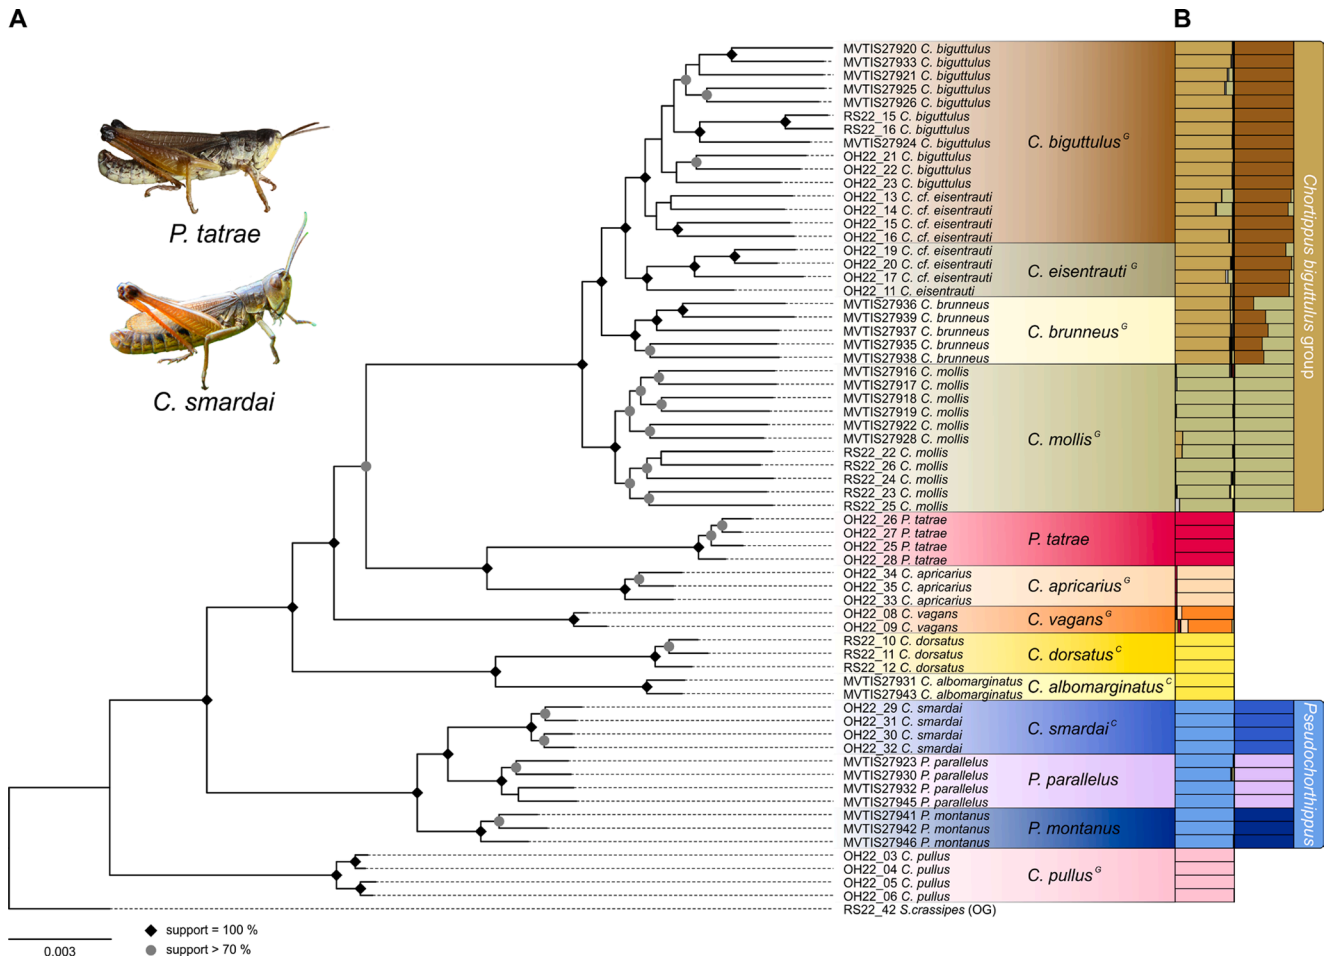 A
B
P. tatrae
C. smardai
MVTIS27920 C. biguttulus
MVTIS27933 C. biguttulus
MVTIS27921 C. biguttulus
MVTIS27925 C. biguttulus
MVTIS27926 C. biguttulus
RS22_15 C. biguttulus
RS22_16 C. biguttulus
MVTIS27924 C. biguttulus
OH22_21 C. biguttulus
OH22_22 C. biguttulus
OH22_23 C. biguttulus
OH22_13 C. cf. eisentrauti
OH22_14 C. cf. eisentrauti
OH22_15 C. cf. eisentrauti
OH22_16 C. cf. eisentrauti
C. biguttulus G
OH22_19 C. cf. eisentrauti
OH22_20 C. cf. eisentrauti
OH22_17 C. cf. eisentrauti
OH22_11 C. eisentrauti
C. eisentrauti G
MVTIS27936 C. brunneus
MVTIS27939 C. brunneus
MVTIS27937 C. brunneus
MVTIS27935 C. brunneus
MVTIS27938 C. brunneus
C. brunneus G
MVTIS27916 C. mollis
MVTIS27917 C. mollis
MVTIS27918 C. mollis
MVTIS27919 C. mollis
MVTIS27922 C. mollis
MVTIS27928 C. mollis
RS22_22 C. mollis
RS22_26 C. mollis
RS22_24 C. mollis
RS22_23 C. mollis
RS22_25 C. mollis
C. mollis G
Chortippus biguttulus group
OH22_26 P. tatrae
OH22_27 P. tatrae
OH22_25 P. tatrae
OH22_28 P. tatrae
P. tatrae
OH22_34 C. apricarius
OH22_35 C. apricarius
OH22_33 C. apricarius
C. apricarius G
OH22_08 C. vagans
OH22_09 C. vagans
C. vagans G
RS22_10 C. dorsatus
RS22_11 C. dorsatus
RS22_12 C. dorsatus
C. dorsatus C
MVTIS27931 C. albomarginatus
MVTIS27943 C. albomarginatus
C. albomarginatus C
OH22_29 C. smardai
OH22_31 C. smardai
OH22_30 C. smardai
OH22_32 C. smardai
C. smardai C
MVTIS27923 P. parallelus
MVTIS27930 P. parallelus
MVTIS27932 P. parallelus
MVTIS27945 P. parallelus
P. parallelus
MVTIS27941 P. montanus
MVTIS27942 P. montanus
MVTIS27946 P. montanus
P. montanus
Pseudochorthippus
OH22_03 C. pullus
OH22_04 C. pullus
OH22_05 C. pullus
OH22_06 C. pullus
C. pullus G
RS22_42 S.crassipes (OG)
support = 100 %
support > 70 %
0.003